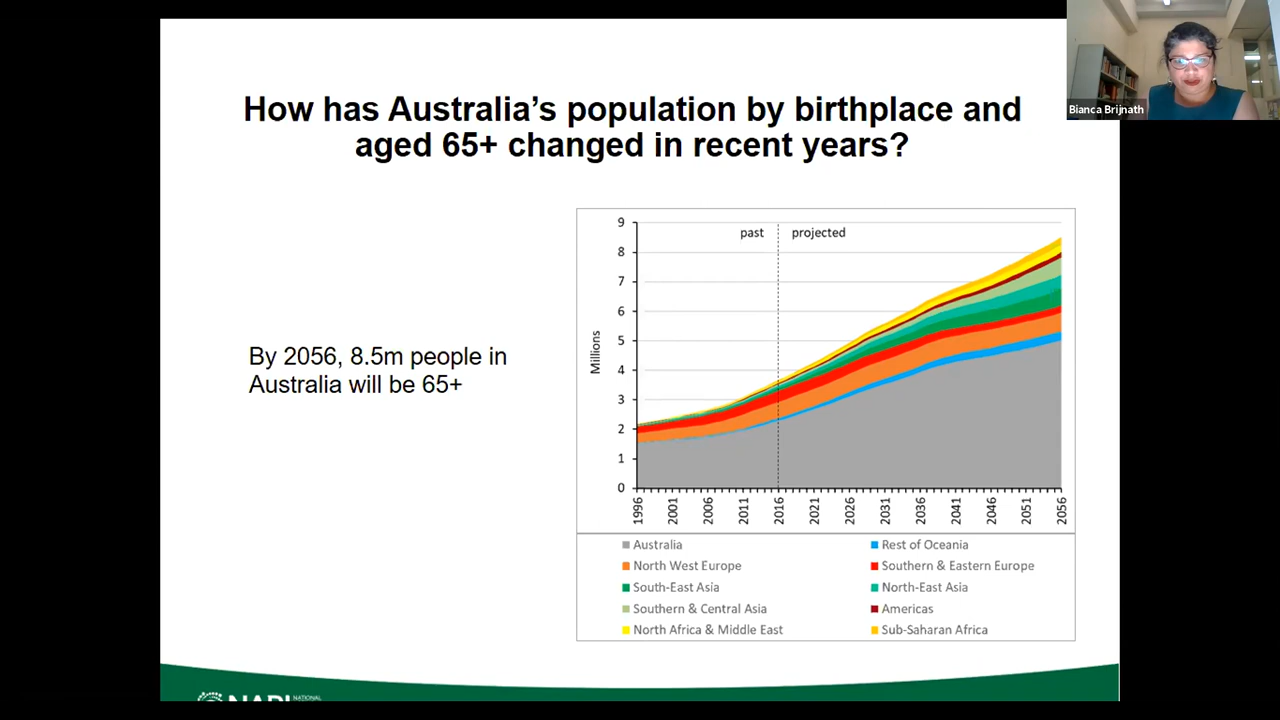 Bianca Brijnath
How has Australia's population by birthplace and
aged 65+ changed in recent years?
By 2056, 8.5m people in
Australia will be 65+
past
projected
Millions
9
8
7
6
5
4
3
2
1
0
1996
2001
2006
2011
2016
2021
2026
2031
2036
2041
2046
2051
2056
Australia
Rest of Oceania
North West Europe
Southern & Eastern Europe
South-East Asia
North-East Asia
Southern & Central Asia
Americas
North Africa & Middle East
Sub-Saharan Africa
NARI
NATIONAL